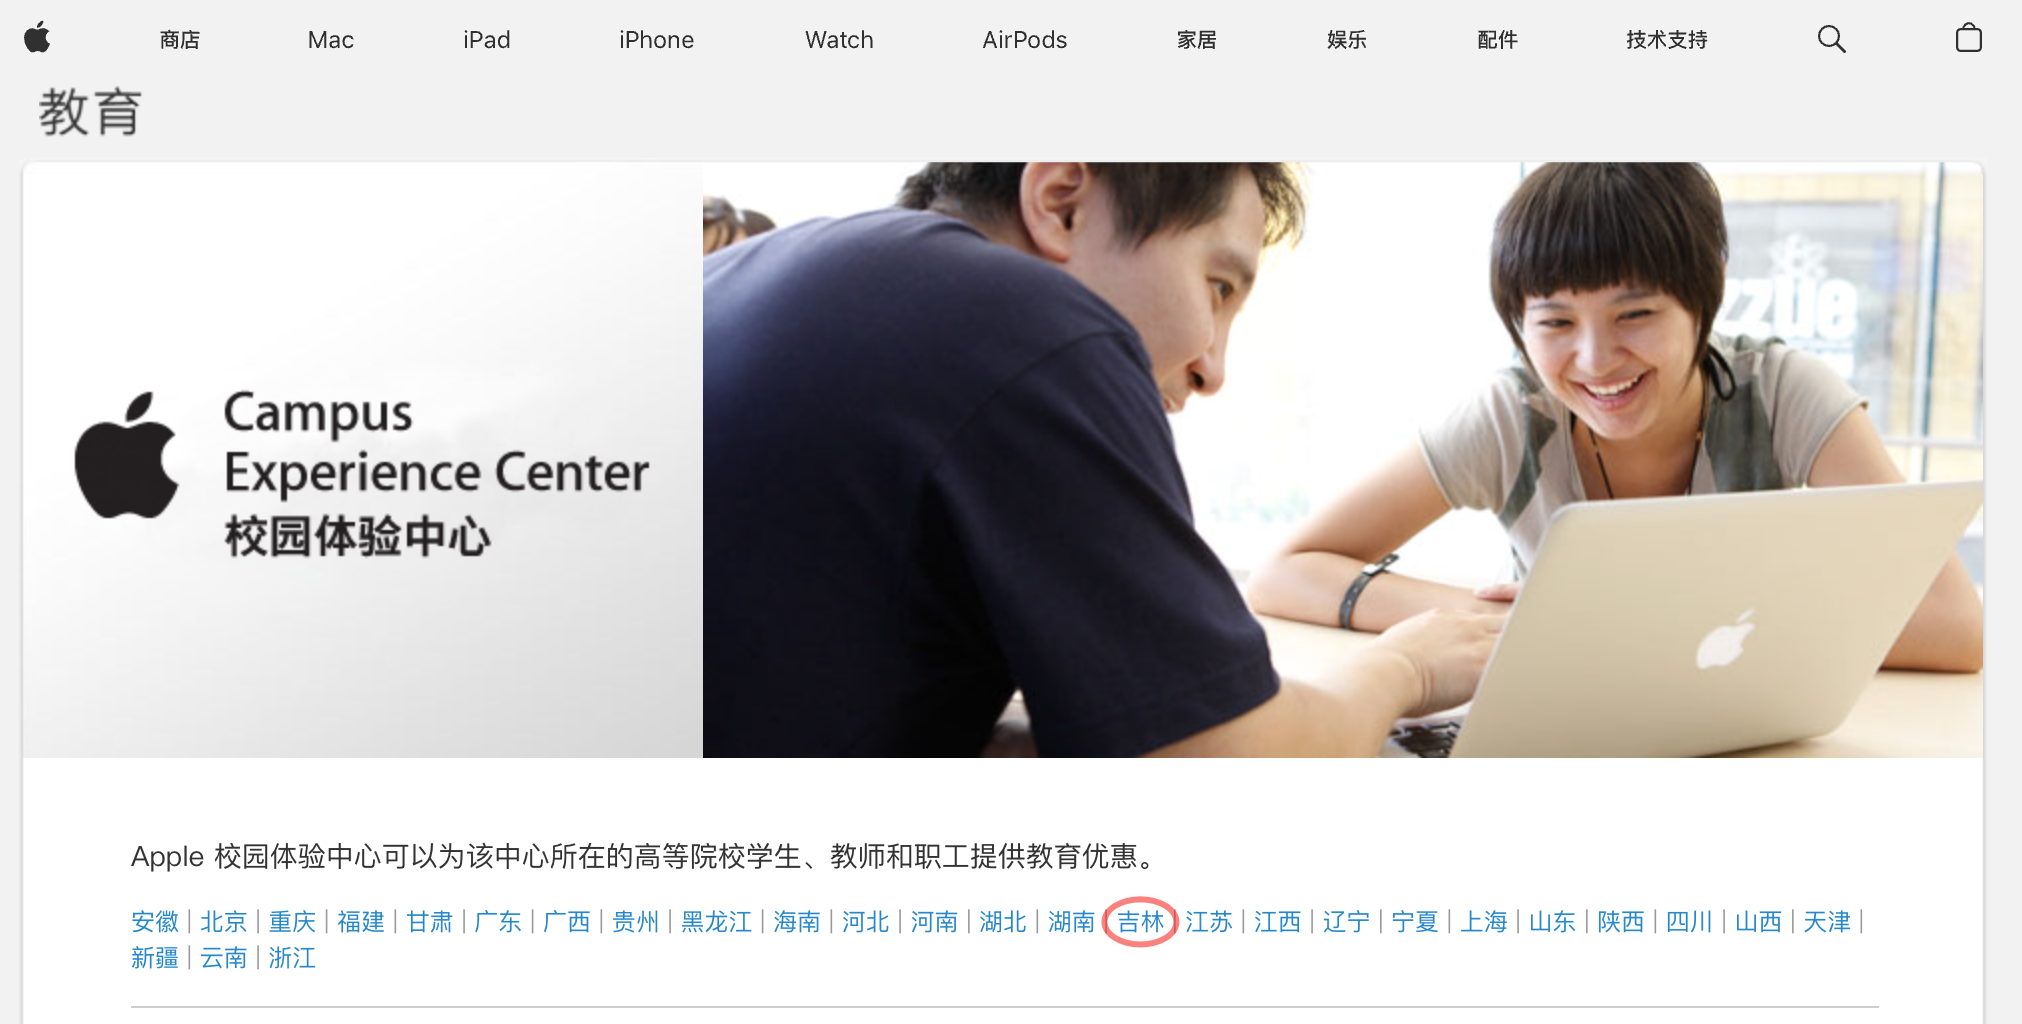 商店 Mac iPad iPhone Watch AirPods 家居 娱乐 配件 技术支持
教育
Campus
Experience Center
校园体验中心
zzue
Apple 校园体验中心可以为该中心所在的高等院校学生、教师和职工提供教育优惠。
安徽 | 北京 | 重庆 | 福建 | 甘肃 | 广东 | 广西 | 贵州 | 黑龙江 | 海南 | 河北 | 河南 | 湖北 | 湖南 | 吉林 | 江苏 | 江西 | 辽宁 | 宁夏 | 上海 | 山东 | 陕西 | 四川 | 山西 | 天津 |
新疆 | 云南 | 浙江